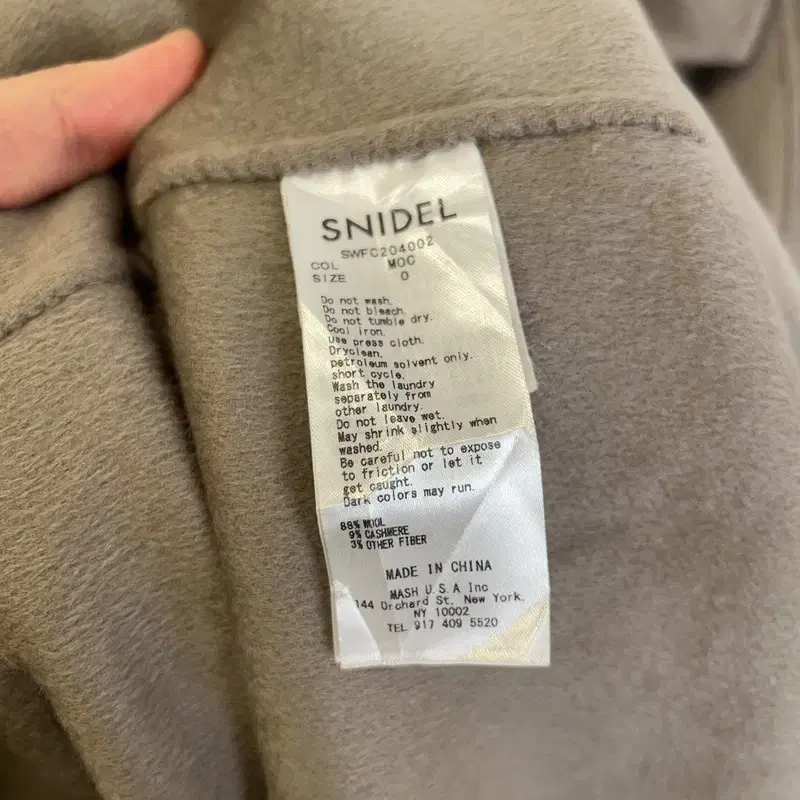 SNIDEL
SWFC204002
COL MOC
SIZE 0
Do not wash.
Do not bleach.
Do not tumble dry.
Cool iron.
use press cloth.
Dryclean,
petroleum solvent only.
short cycle.
Wash the laundry
separately from
other laundry.
Do not leave wet.
May shrink slightly when
washed.
Be careful not to expose
to friction or let it
get caught.
Dark colors may run.
88% WOOL
9% CASHMERE
3% OTHER FIBER
MADE IN CHINA
MASH U.S.A Inc
144 Orchard St, New York,
NY 10002
TEL 917 409 5520